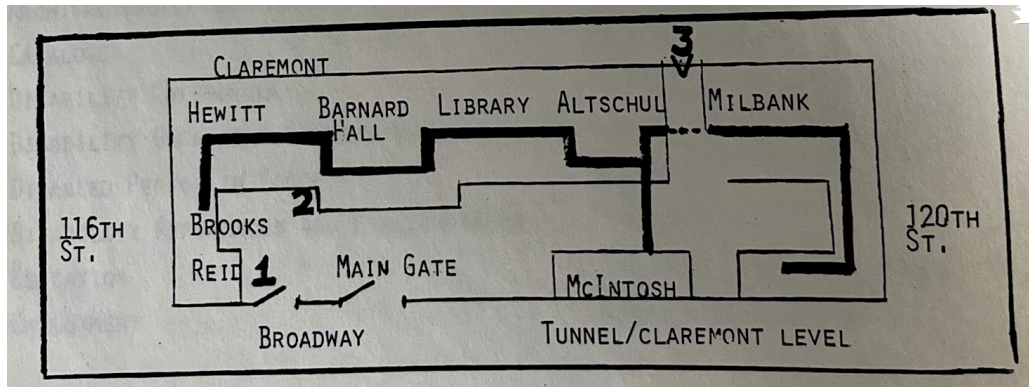 3
CLAREMONT
HEWITT
BARNARD HALL
LIBRARY
ALTSCHUL
MILBANK
2
116TH ST.
BROOKS
120TH ST.
REID
1
MAIN GATE
MCINTOSH
BROADWAY
TUNNEL/CLAREMONT LEVEL